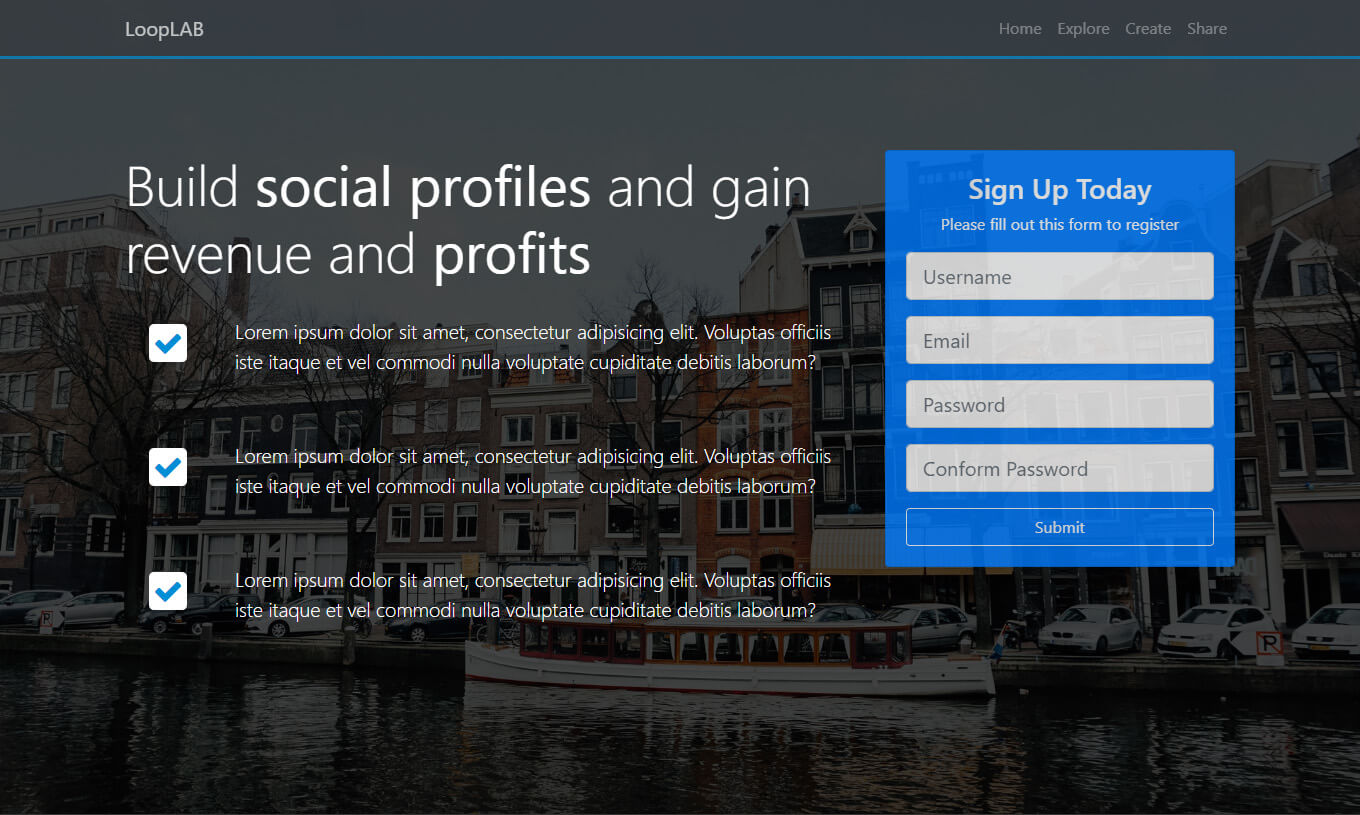 LoopLAB
Home Explore Create Share
Build social profiles and gain
revenue and profits
Lorem ipsum dolor sit amet, consectetur adipisicing elit. Voluptas officiis
iste itaque et vel commodi nulla voluptate cupiditate debitis laborum?
Lorem ipsum dolor sit amet, consectetur adipisicing elit. Voluptas officiis
iste itaque et vel commodi nulla voluptate cupiditate debitis laborum?
Lorem ipsum dolor sit amet, consectetur adipisicing elit. Voluptas officiis
iste itaque et vel commodi nulla voluptate cupiditate debitis laborum?
Sign Up Today
Please fill out this form to register
Username
Email
Password
Conform Password
Submit
P
P